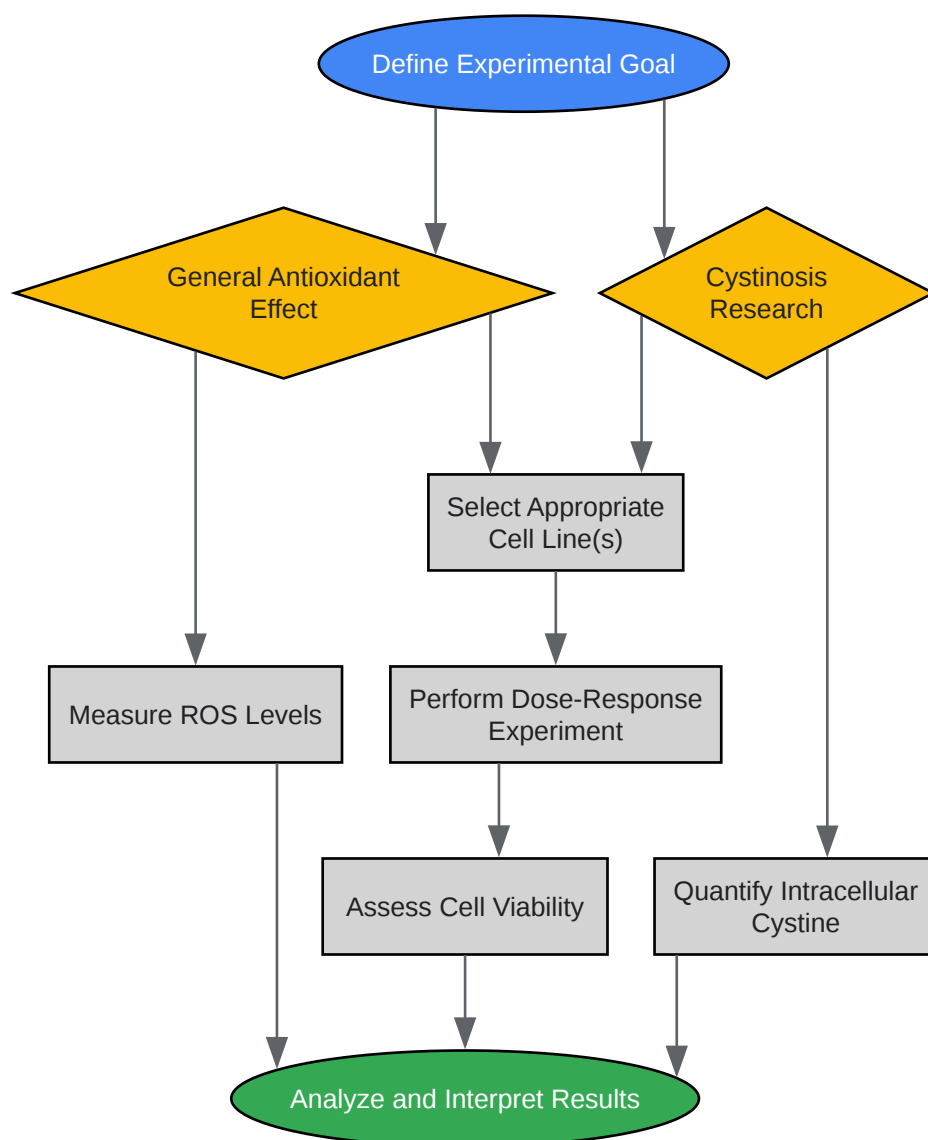 Define Experimental Goal
General Antioxidant
Effect
Cystinosis
Research
Select Appropriate
Cell Line(s)
Measure ROS Levels
Perform Dose-Response
Experiment
Assess Cell Viability
Quantify Intracellular
Cystine
Analyze and Interpret Results